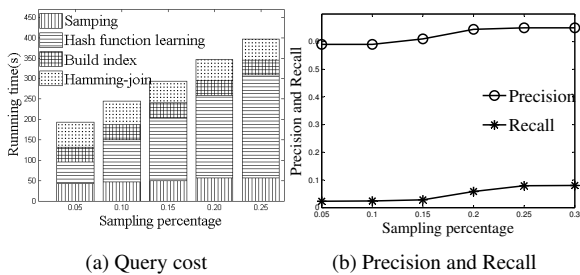 Samping
Hash function learning
Build index
Hamming-join
Runnning time(s)
450
400
350
300
250
200
150
100
50
0
0.05
0.10
0.15
0.20
0.25
Sampling percentage
(a) Query cost
Precision and Recall
0.6
0.4
0.2
0.1
0
Precision
Recall
0.05
0.1
0.15
0.2
0.25
0.3
Sampling percentage
(b) Precision and Recall